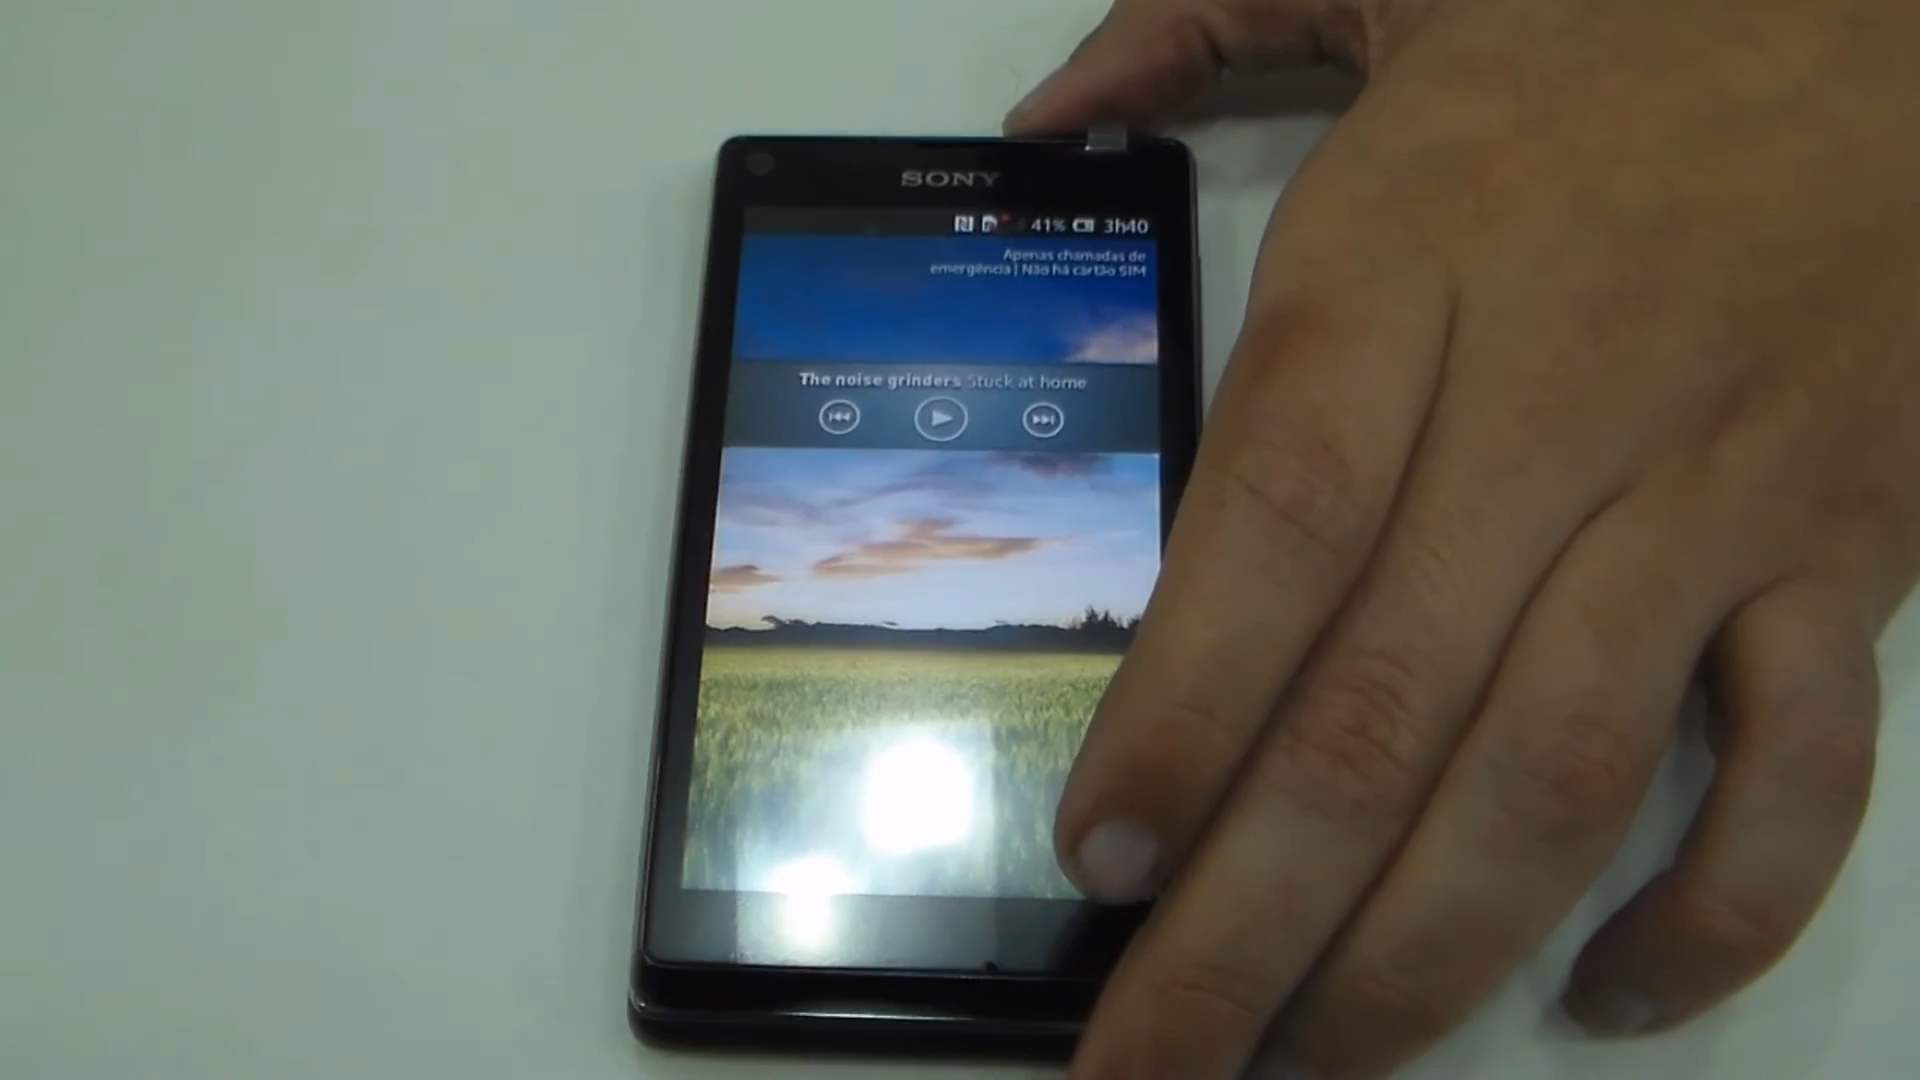 SONY
41% 3h40
Apenas chamadas de
emergência | Não há cartão SIM
The noise grinders Stuck at home